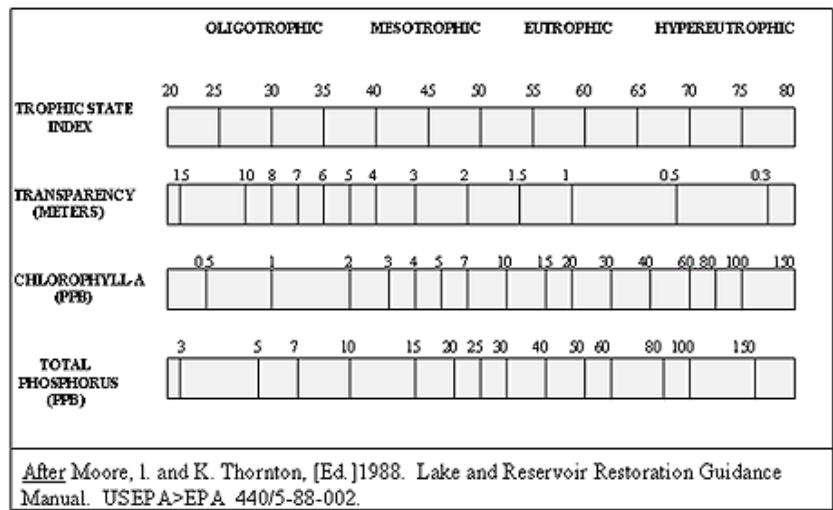 OLIGOTROPHIC MESOTROPHIC EUTROPHIC HYPEREUTROPHIC
20 25 30 35 40 45 50 55 60 65 70 75 80
TROPHIC STATE
INDEX
15 10 8 7 6 5 4 3 2 1.5 1 0.5 0.3
TRANSPARENCY
(METERS)
0.5 1 2 3 4 5 7 10 15 20 30 40 60 80 100 150
CHLOROPHYLL-A
(PPB)
3 5 7 10 15 20 25 30 40 50 60 80 100 150
TOTAL
PHOSPHORUS
(PPB)
After Moore, l. and K. Thornton, [Ed.]1988. Lake and Reservoir Restoration Guidance
Manual. USEPA>EPA 440/5-88-002.